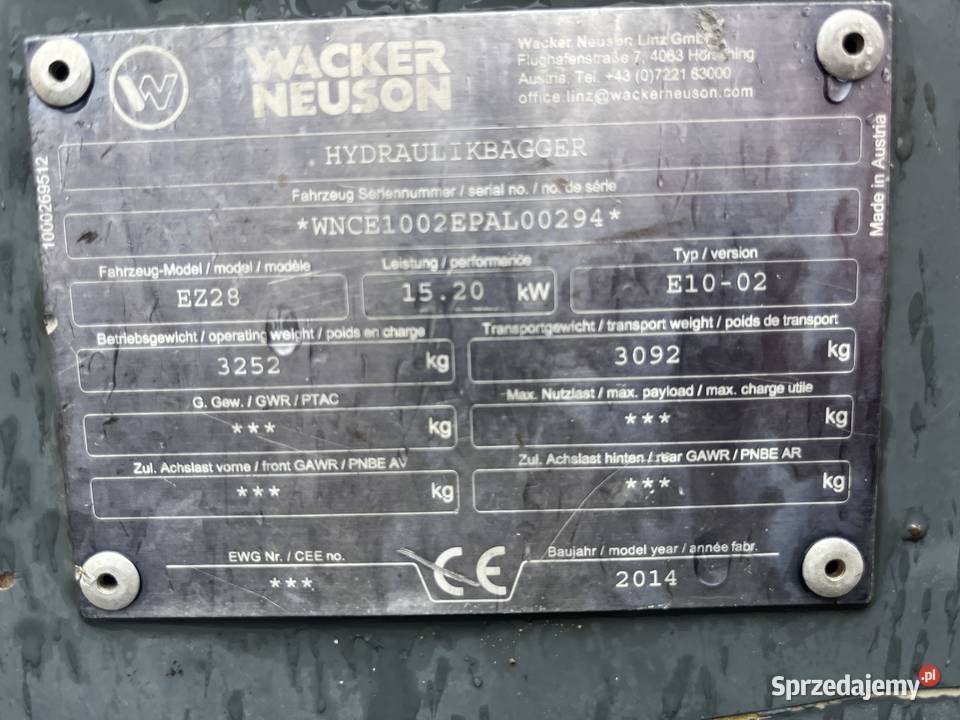 W
WACKER
NEUSON
Wacker Neuson Linz GmbH
Flughafenstraße 7, 4063 Hörsching
Austria, Tel. +43 (0)7221 63000
office.linz@wackerneuson.com
.HYDRAULIKBAGGER
Fahrzeug Seriennummer / serial no. / no. de série
*WNCE1002EPAL00294*
1000269512
Made in Austria
Fahrzeug-Model / model / modèle
EZ28
Leistung / performance
15.20 kW
Typ / version
E10-02
Betriebsgewicht / operating weight / poids en charge
3252 kg
Transportgewicht / transport weight / poids de transport
3092 kg
G. Gew. / GWR / PTAC
*** kg
Max. Nutzlast / max. payload / max. charge utile
*** kg
Zul. Achslast vorne / front GAWR / PNBE AV
*** kg
Zul. Achslast hinten / rear GAWR / PNBE AR
*** kg
EWG Nr. / CEE no.
***
CE
Baujahr / model year / année fabr.
2014
Sprzedajemy.pl